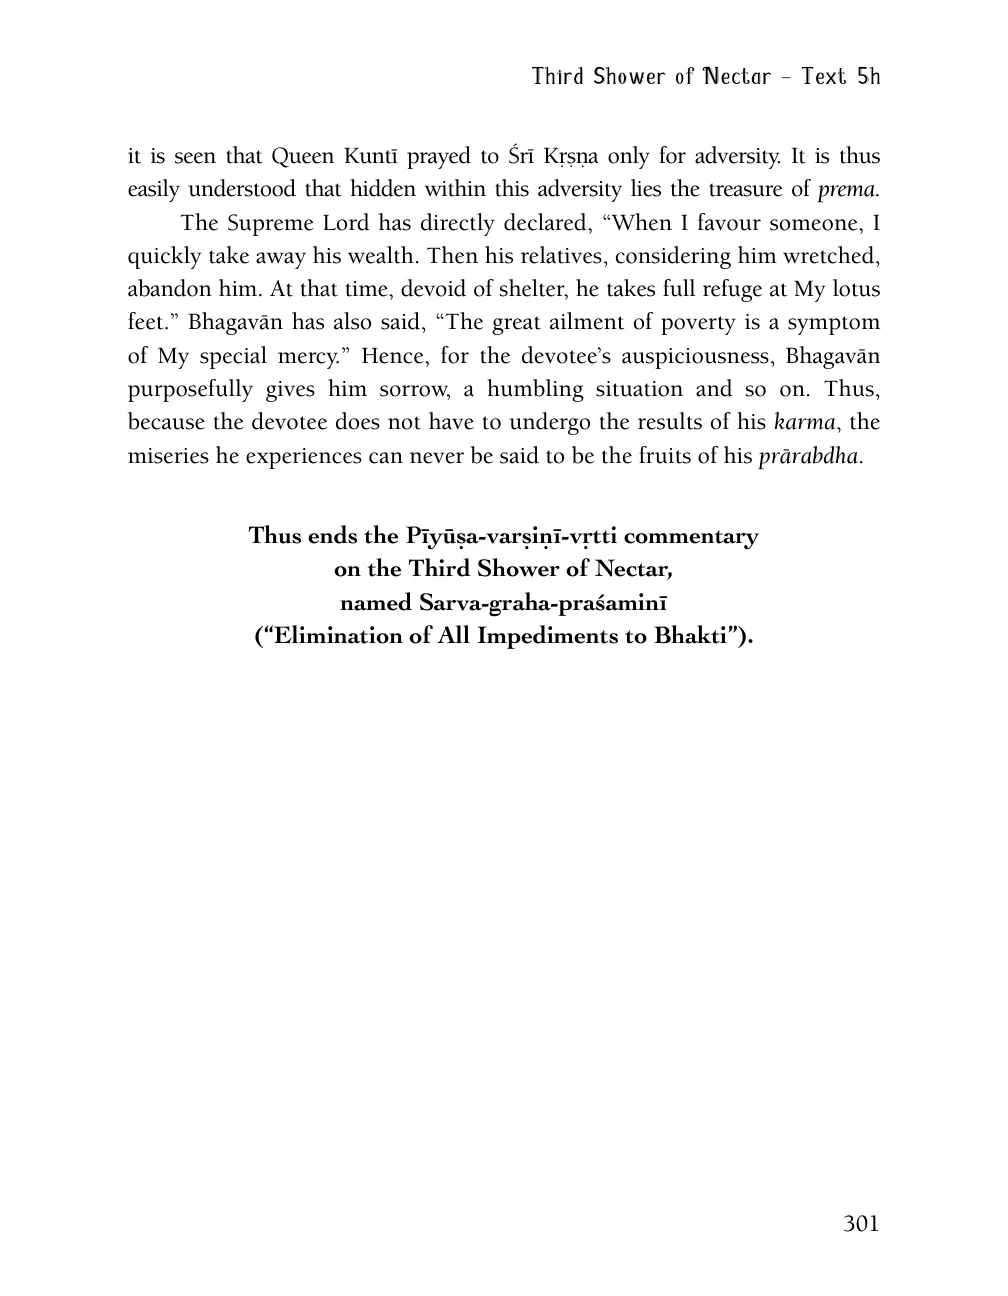 Third Shower of Nectar – Text 5h
it is seen that Queen Kuntī prayed to Śrī Kṛṣṇa only for adversity. It is thus
easily understood that hidden within this adversity lies the treasure of prema.
The Supreme Lord has directly declared, “When I favour someone, I
quickly take away his wealth. Then his relatives, considering him wretched,
abandon him. At that time, devoid of shelter, he takes full refuge at My lotus
feet.” Bhagavān has also said, “The great ailment of poverty is a symptom
of My special mercy.” Hence, for the devotee’s auspiciousness, Bhagavān
purposefully gives him sorrow, a humbling situation and so on. Thus,
because the devotee does not have to undergo the results of his karma, the
miseries he experiences can never be said to be the fruits of his prārabdha.
Thus ends the Pīyūṣa-varṣiṇī-vṛtti commentary
on the Third Shower of Nectar,
named Sarva-graha-praśaminī
(“Elimination of All Impediments to Bhakti”).
301